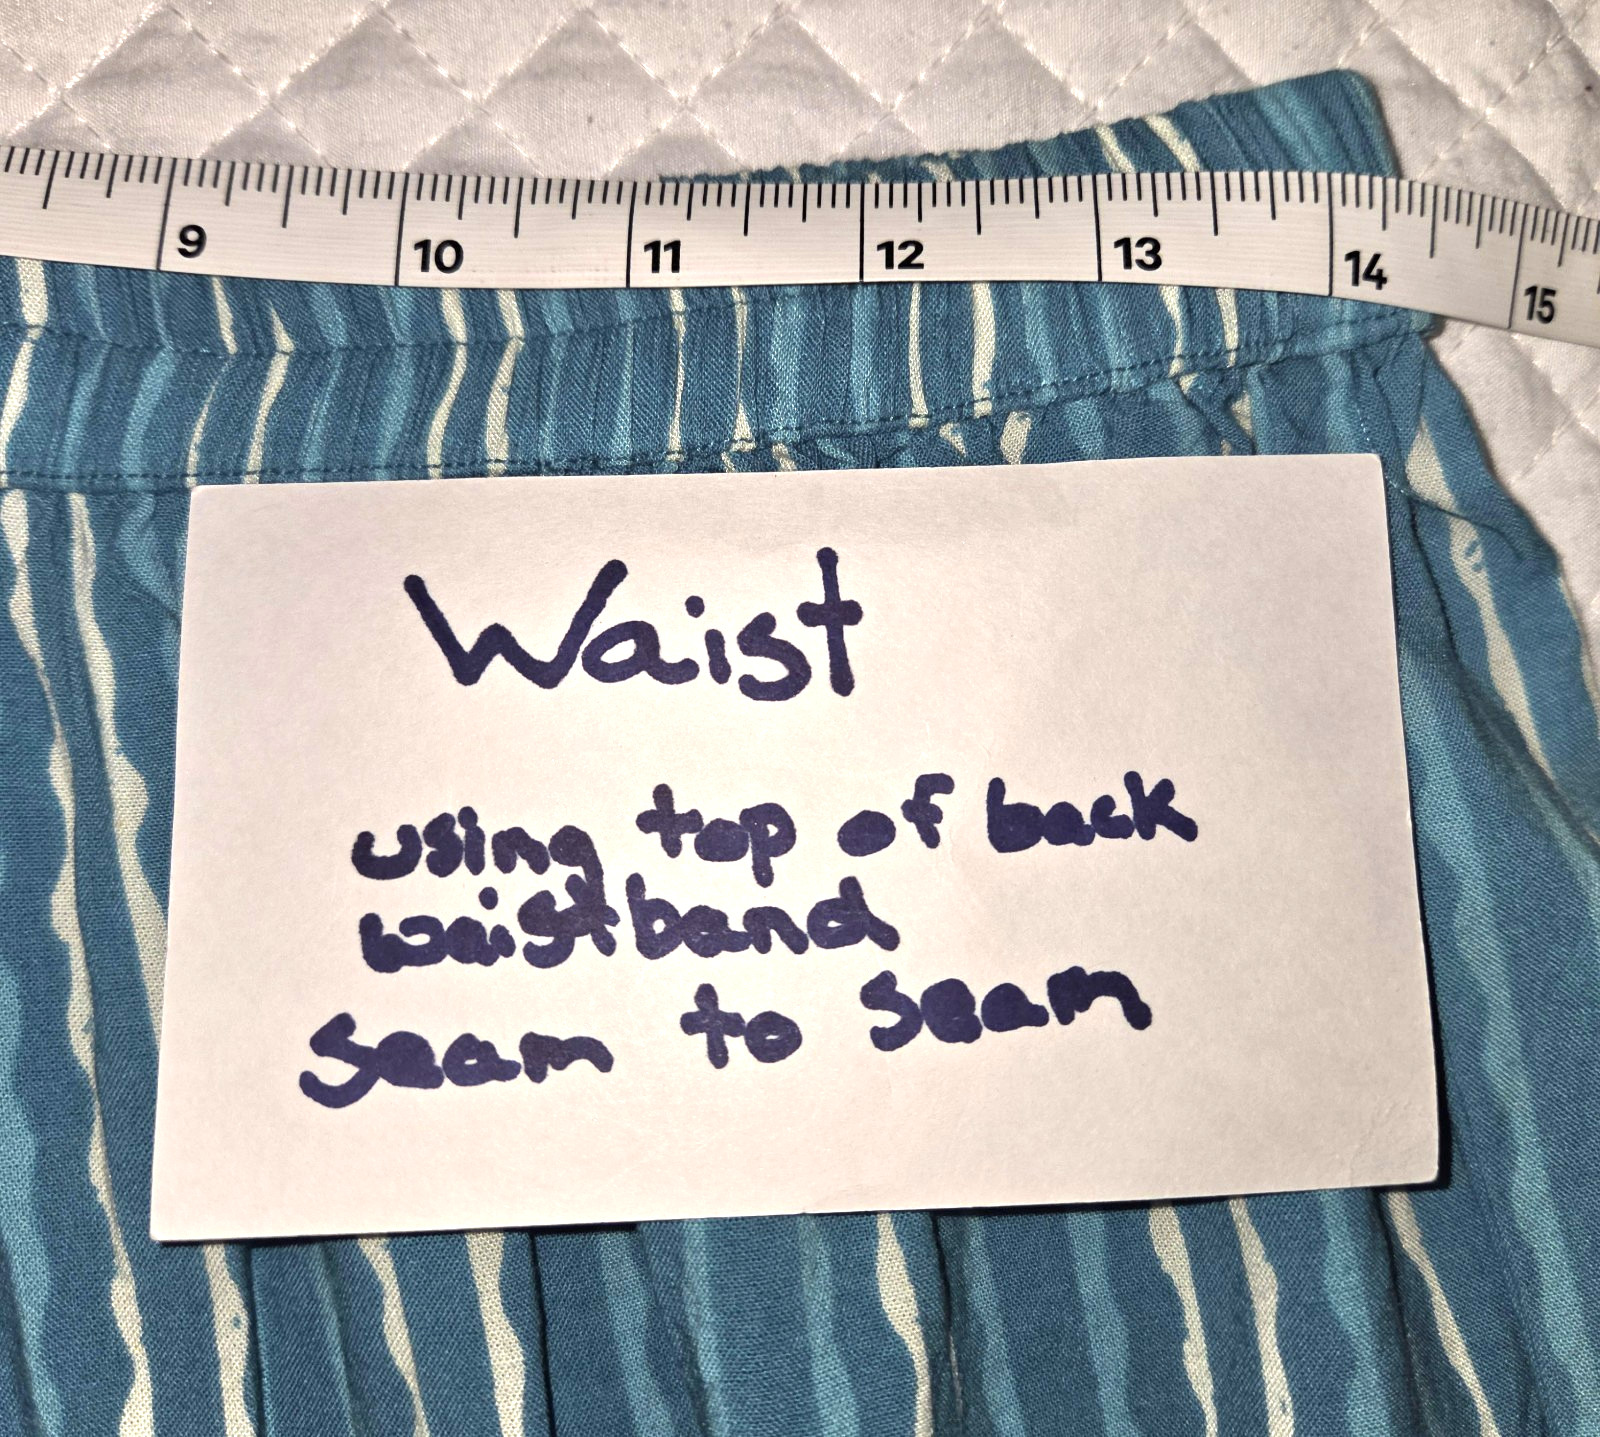 9 10 11 12 13 14 15
Waist
using top of back
waistband
seam to seam